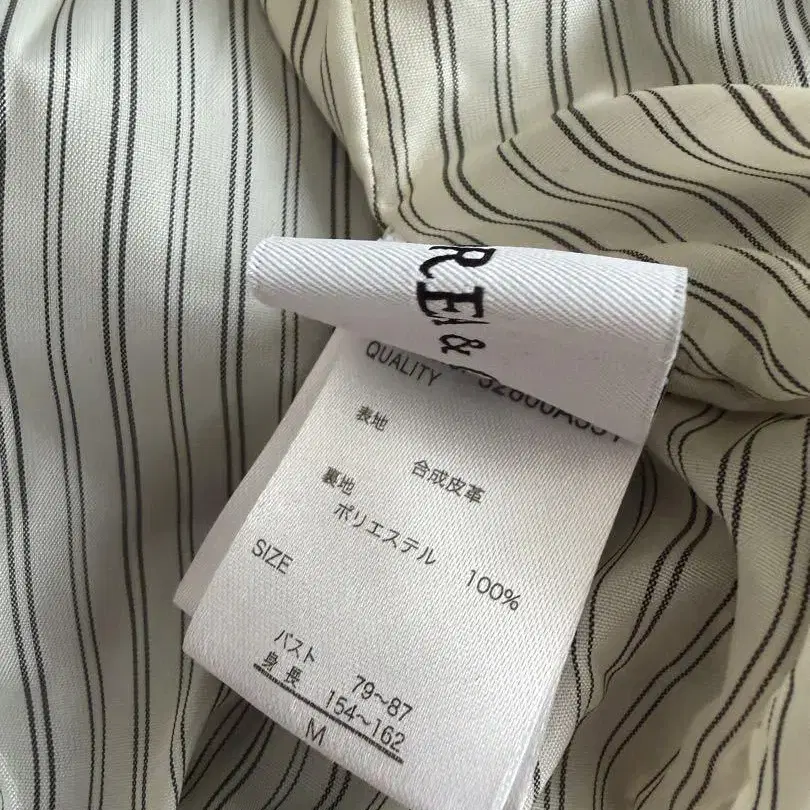 RE
&
QUALITY
表地
合成皮革
裏地
ポリエステル 100%
SIZE
バスト 79~87
身長 154~162
M